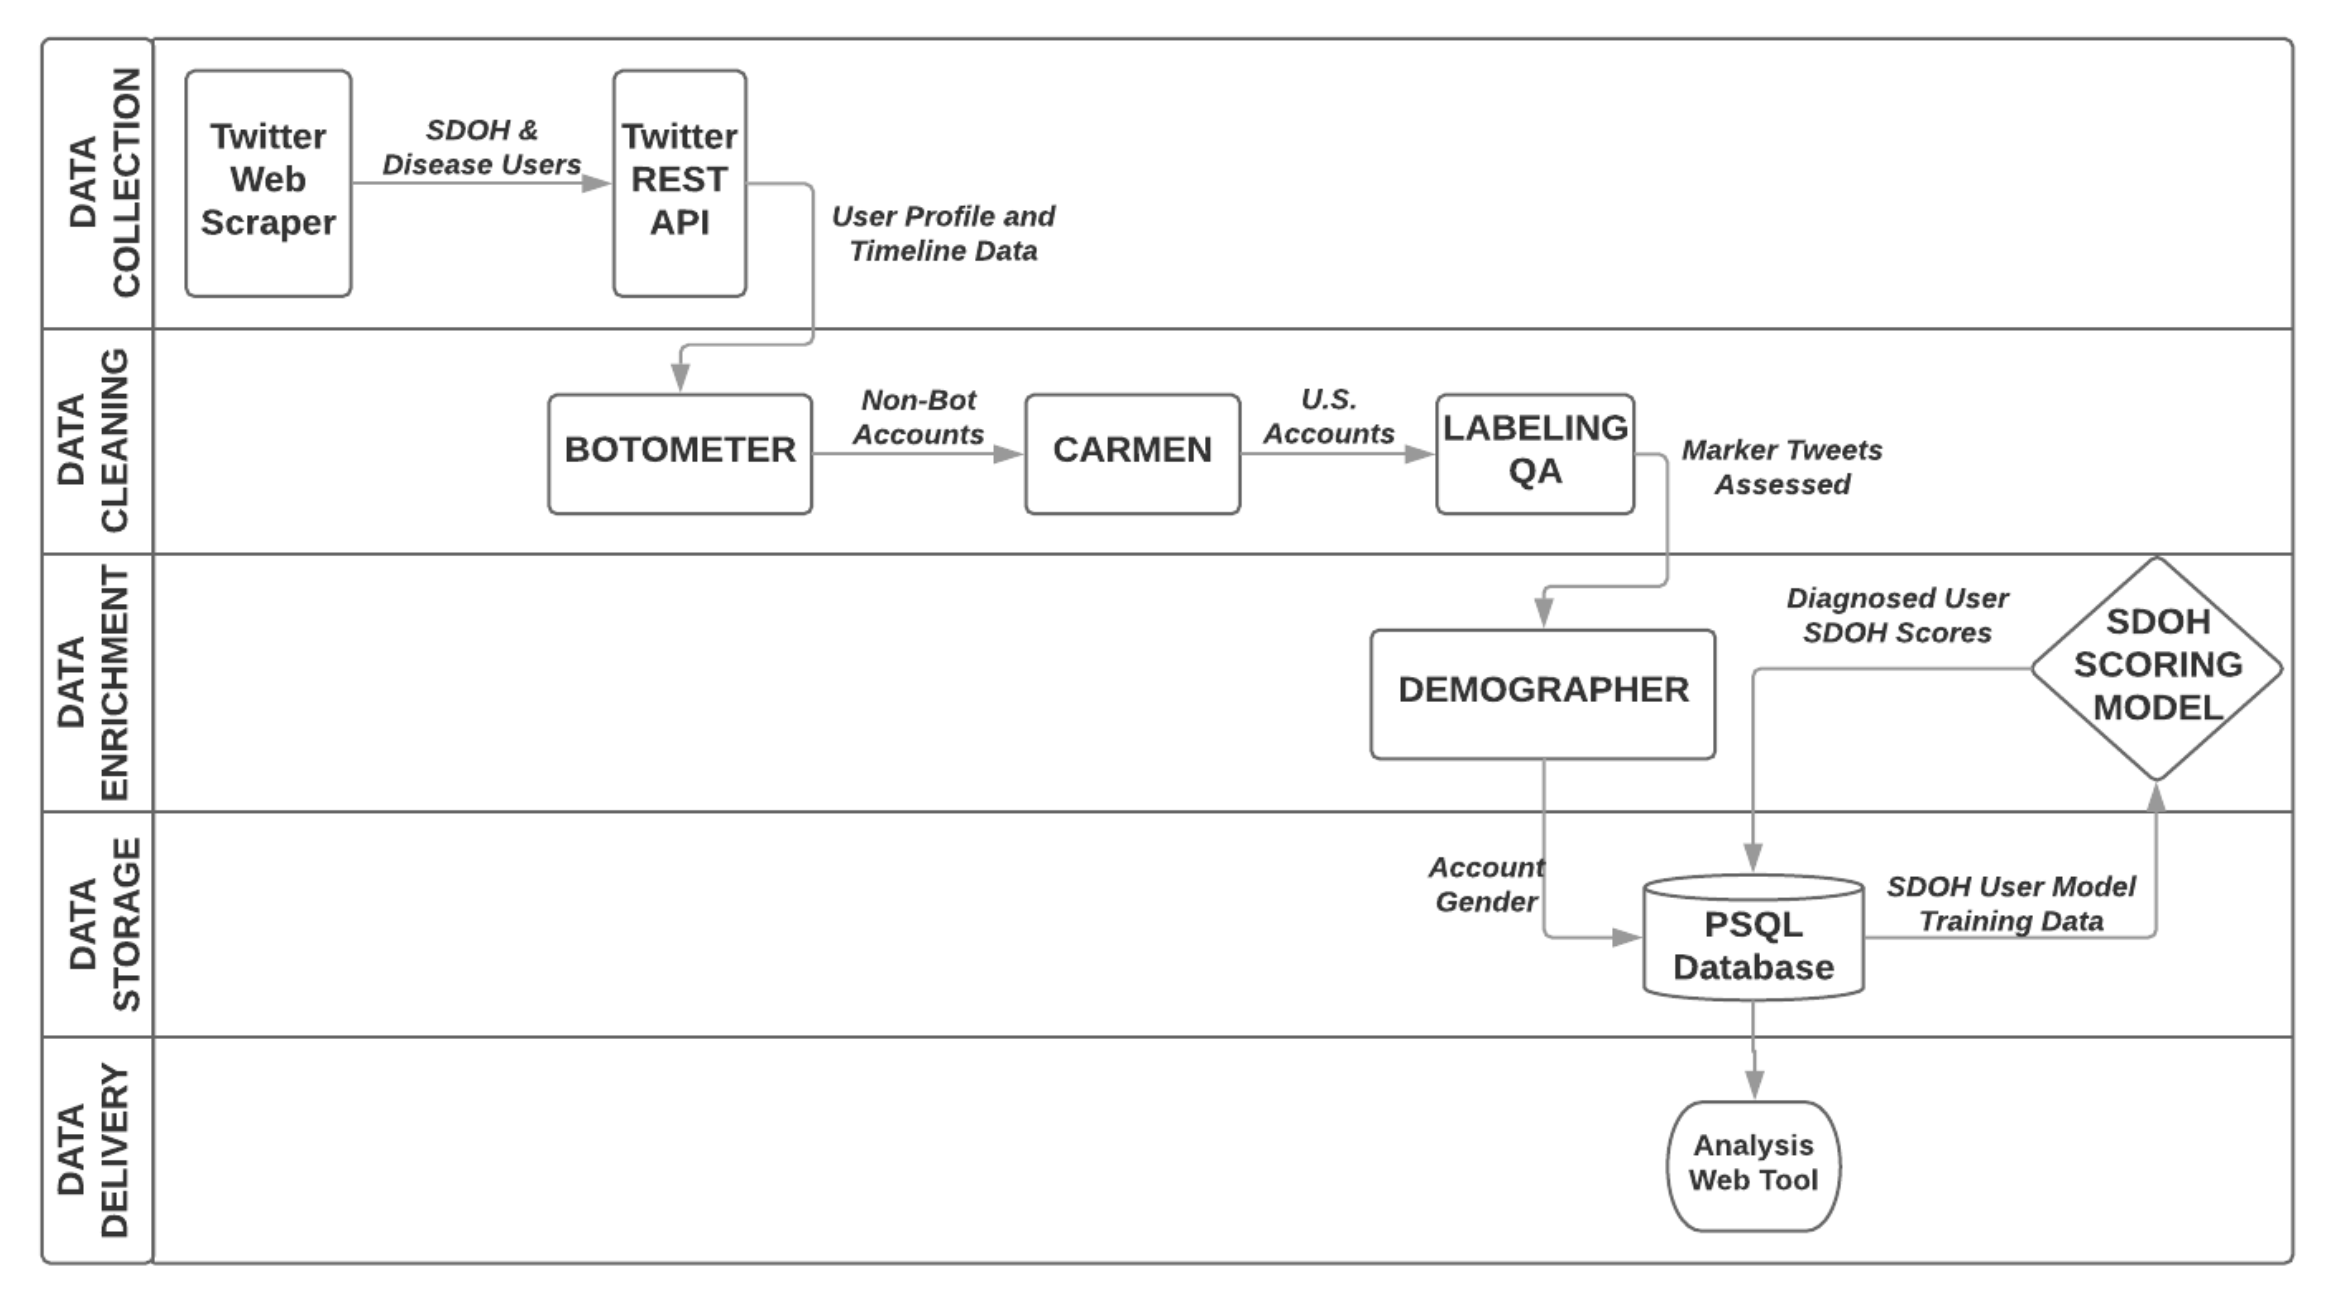 DATA
COLLECTION
Twitter
Web
Scraper
SDOH &
Disease Users
Twitter
REST
API
User Profile and
Timeline Data
DATA
CLEANING
BOTOMETER
Non-Bot
Accounts
CARMEN
U.S.
Accounts
LABELING
QA
Marker Tweets
Assessed
DATA
ENRICHMENT
DEMOGRAPHER
Diagnosed User
SDOH Scores
SDOH
SCORING
MODEL
DATA
STORAGE
Account
Gender
PSQL
Database
SDOH User Model
Training Data
DATA
DELIVERY
Analysis
Web Tool